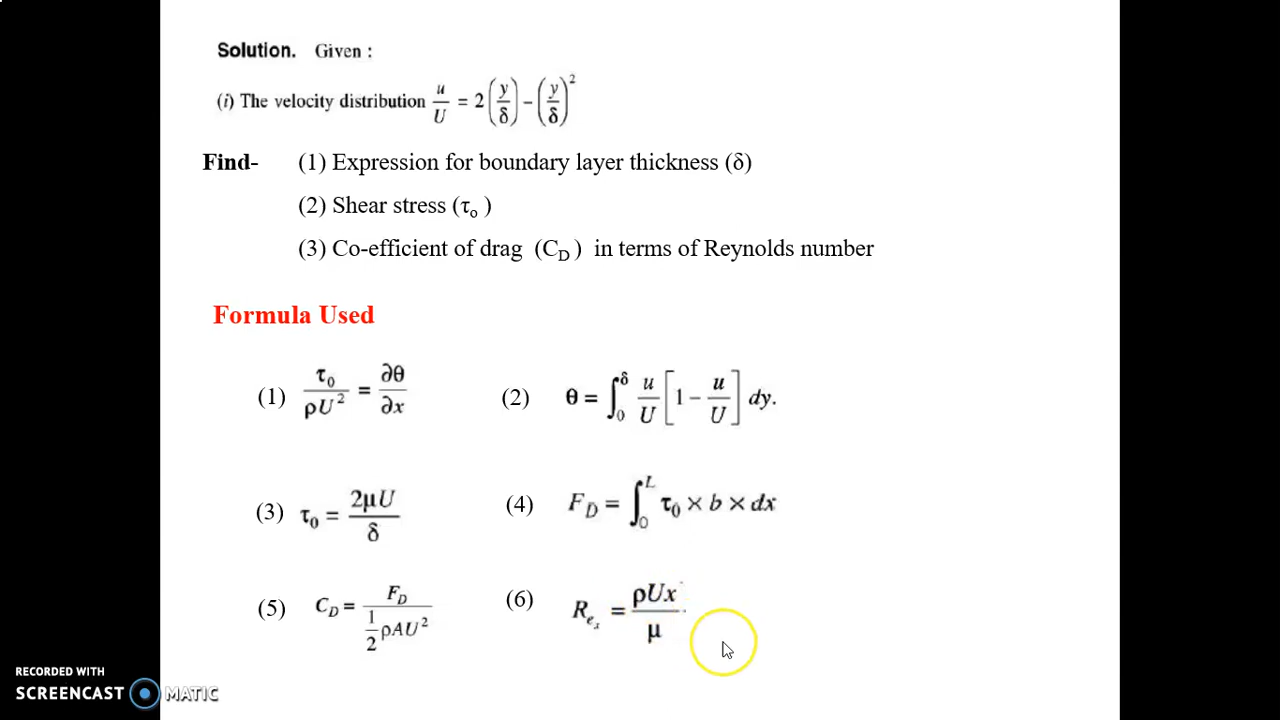 Solution. Given :
(i) The velocity distribution u/U = 2(y/δ) − (y/δ)²
Find- (1) Expression for boundary layer thickness (δ)
(2) Shear stress (τₒ )
(3) Co-efficient of drag (C_D ) in terms of Reynolds number
Formula Used
(1) τ₀/ρU² = ∂θ/∂x (2) θ = ∫₀^δ u/U [1 − u/U] dy.
(3) τ₀ = 2μU/δ (4) F_D = ∫₀^L τ₀ × b × dx
(5) C_D = F_D / ½ρAU² (6) R_eₓ = ρUx/μ
RECORDED WITH
SCREENCAST MATIC